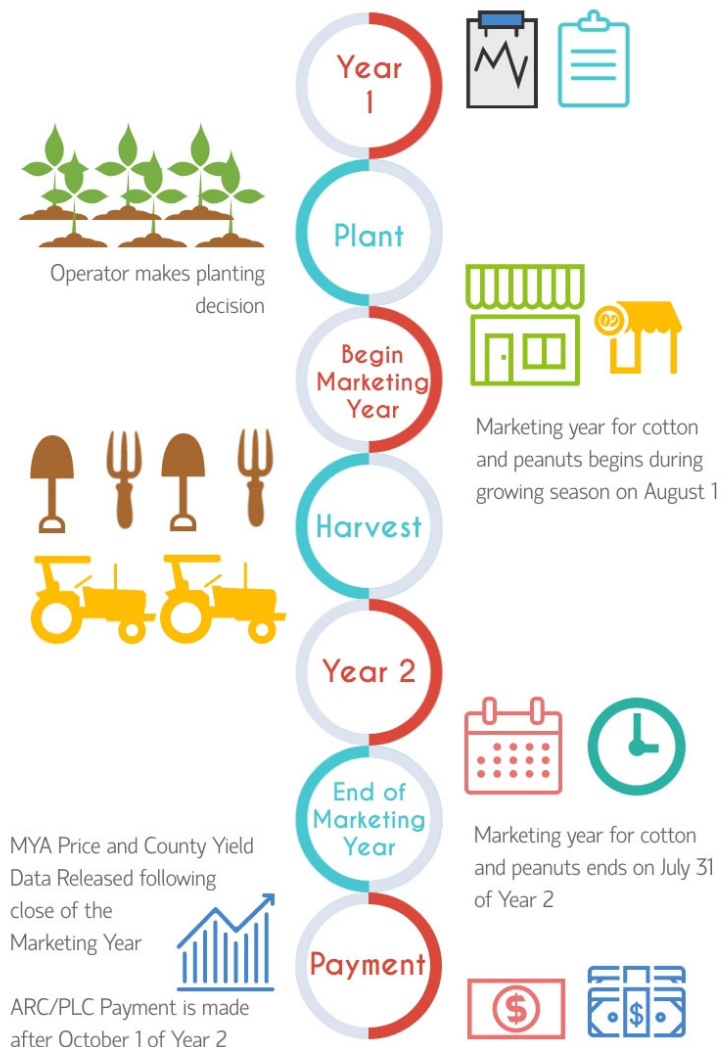 Year
1
Plant
Operator makes planting
decision
Begin
Marketing
Year
Marketing year for cotton
and peanuts begins during
growing season on August 1
Harvest
Year 2
End of
Marketing
Year
Marketing year for cotton
and peanuts ends on July 31
of Year 2
MYA Price and County Yield
Data Released following
close of the
Marketing Year
Payment
$
$
ARC/PLC Payment is made
after October 1 of Year 2